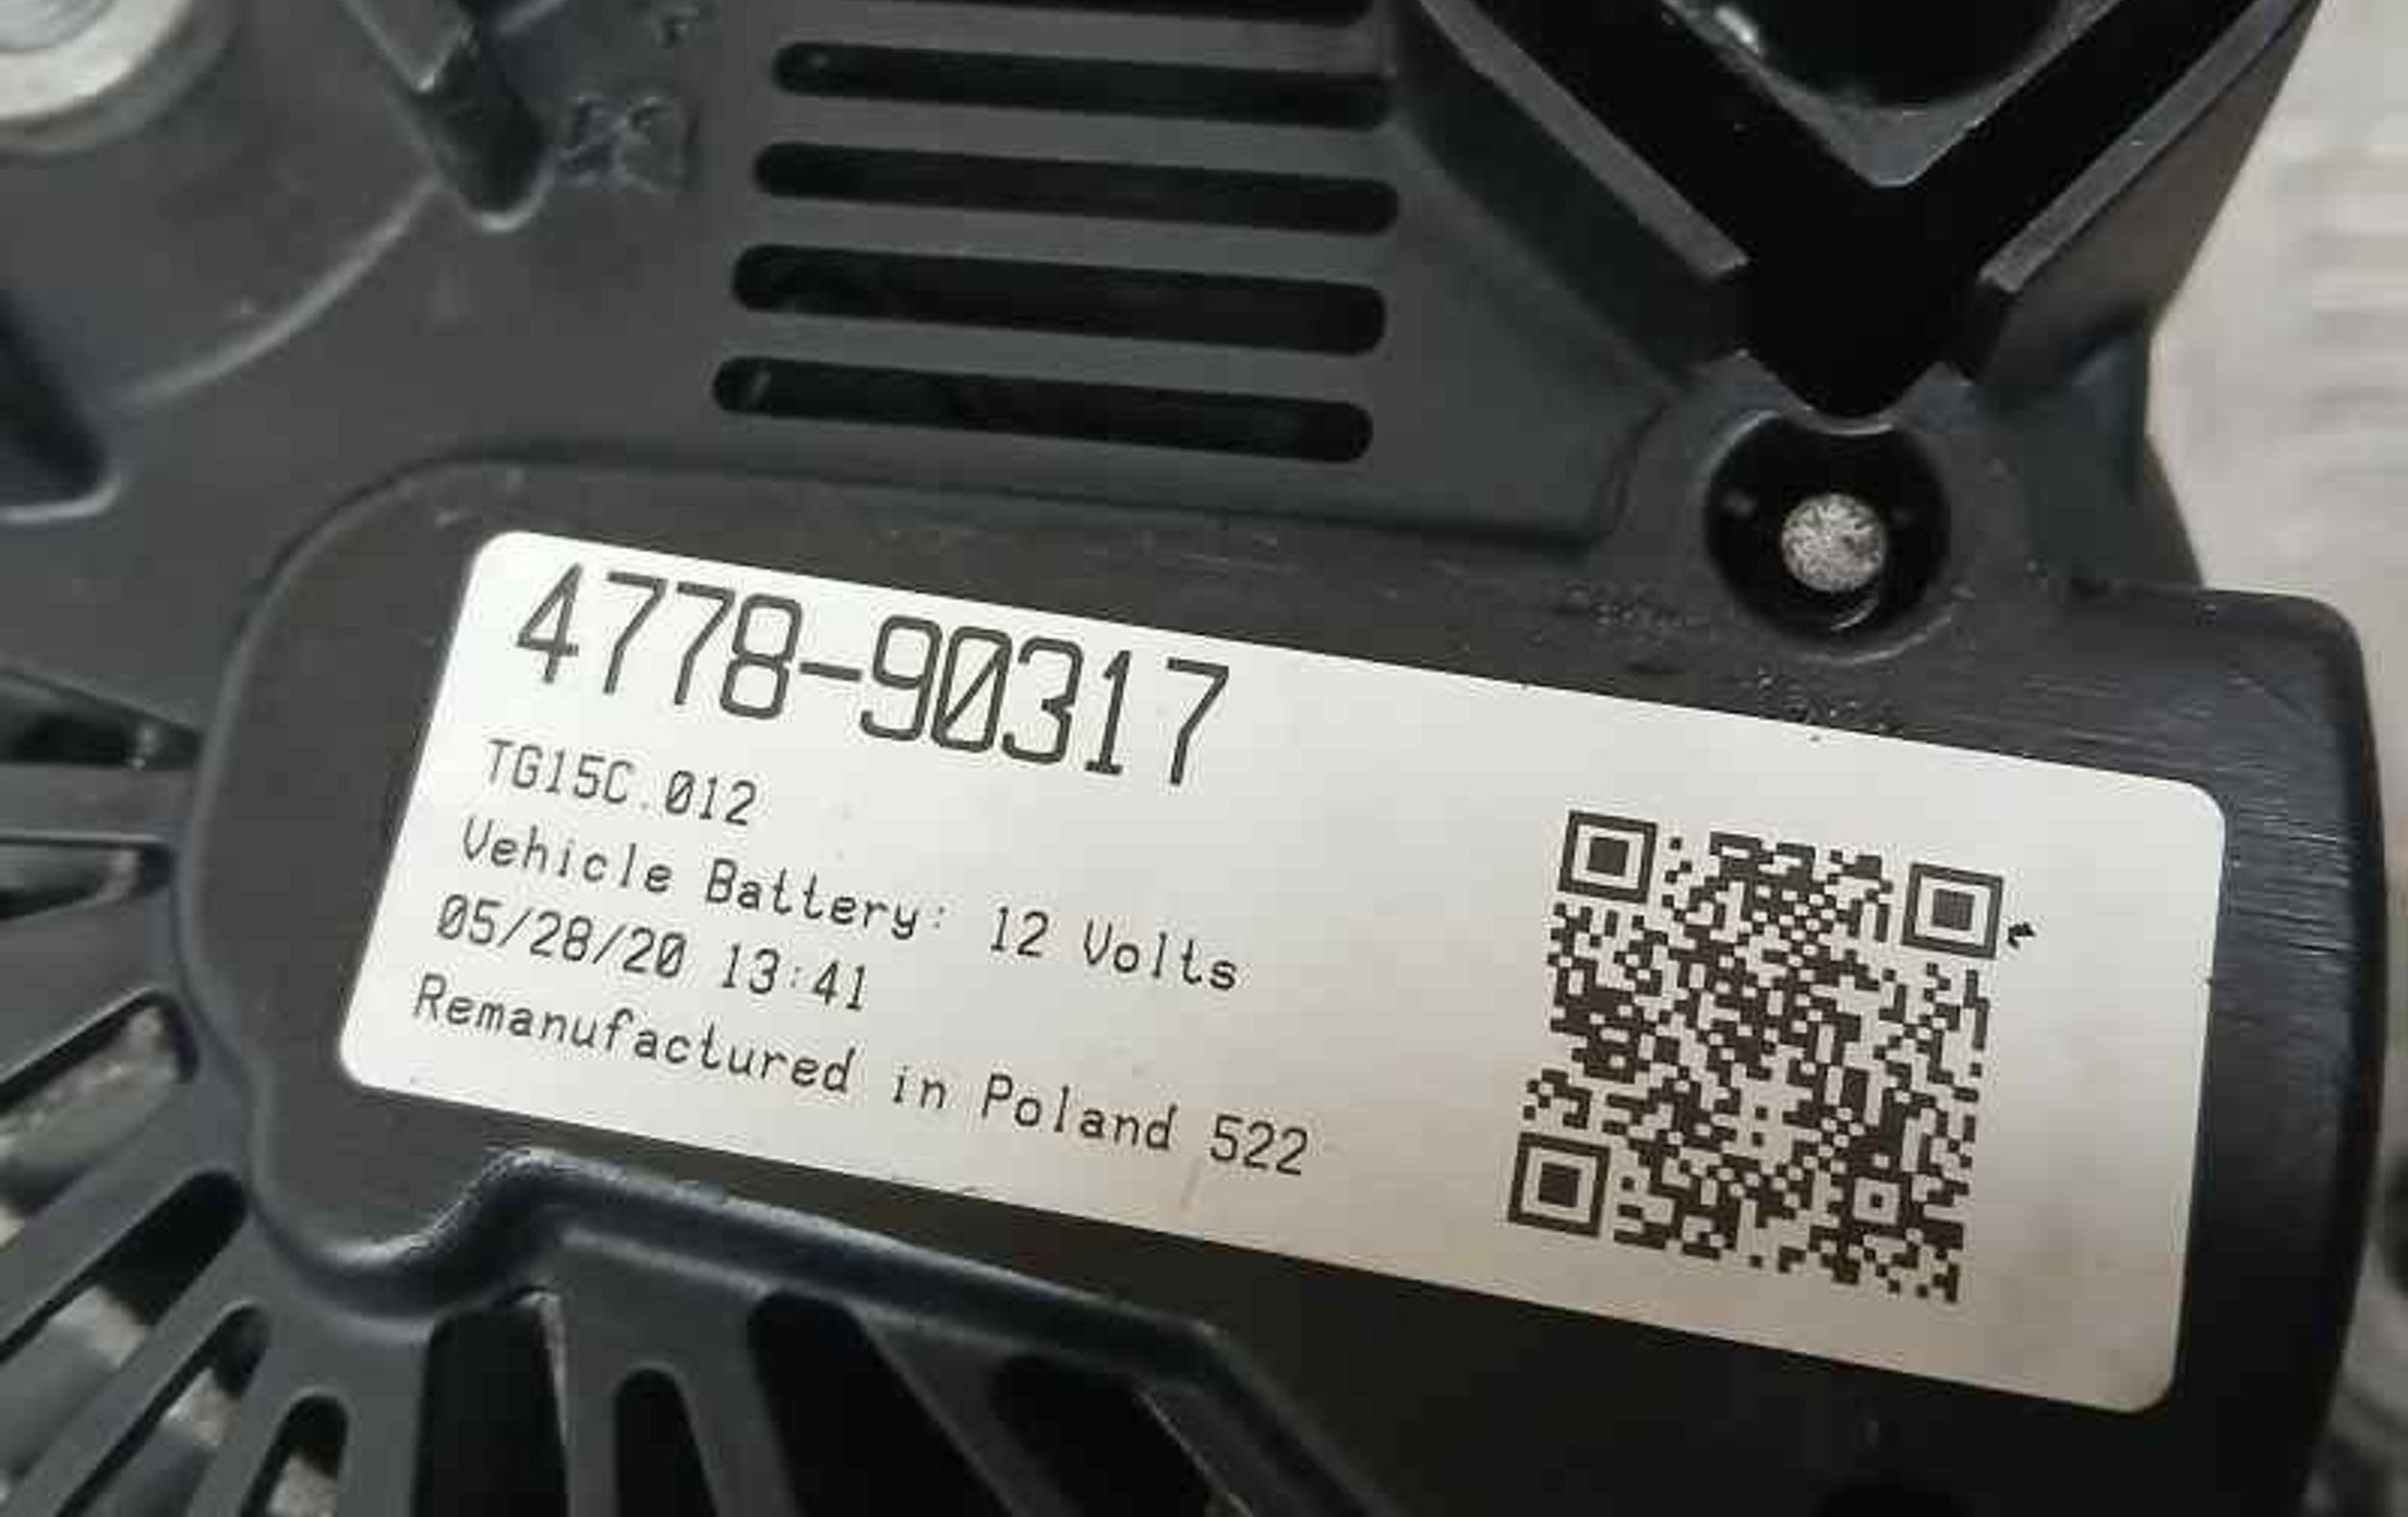 4778-90317
TG15C.012
Vehicle Battery: 12 Volts
05/28/20 13:41
Remanufactured in Poland 522